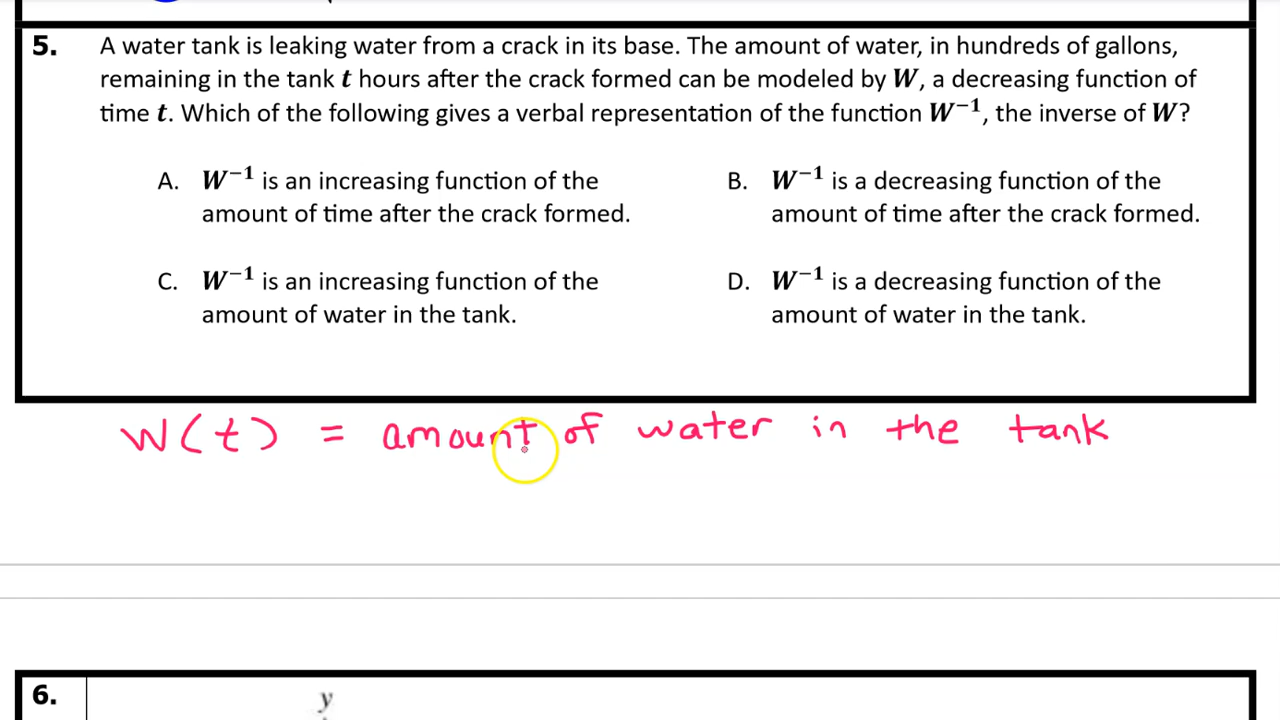 5. A water tank is leaking water from a crack in its base. The amount of water, in hundreds of gallons,
remaining in the tank t hours after the crack formed can be modeled by W, a decreasing function of
time t. Which of the following gives a verbal representation of the function W⁻¹, the inverse of W?
A. W⁻¹ is an increasing function of the
amount of time after the crack formed.
B. W⁻¹ is a decreasing function of the
amount of time after the crack formed.
C. W⁻¹ is an increasing function of the
amount of water in the tank.
D. W⁻¹ is a decreasing function of the
amount of water in the tank.
W(t) = amount of water in the tank
6.
y